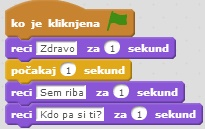 ko je kliknjena
reci Zdravo za 1 sekund
počakaj 1 sekund
reci Sem riba za 1 sekund
reci Kdo pa si ti? za 1 sekund